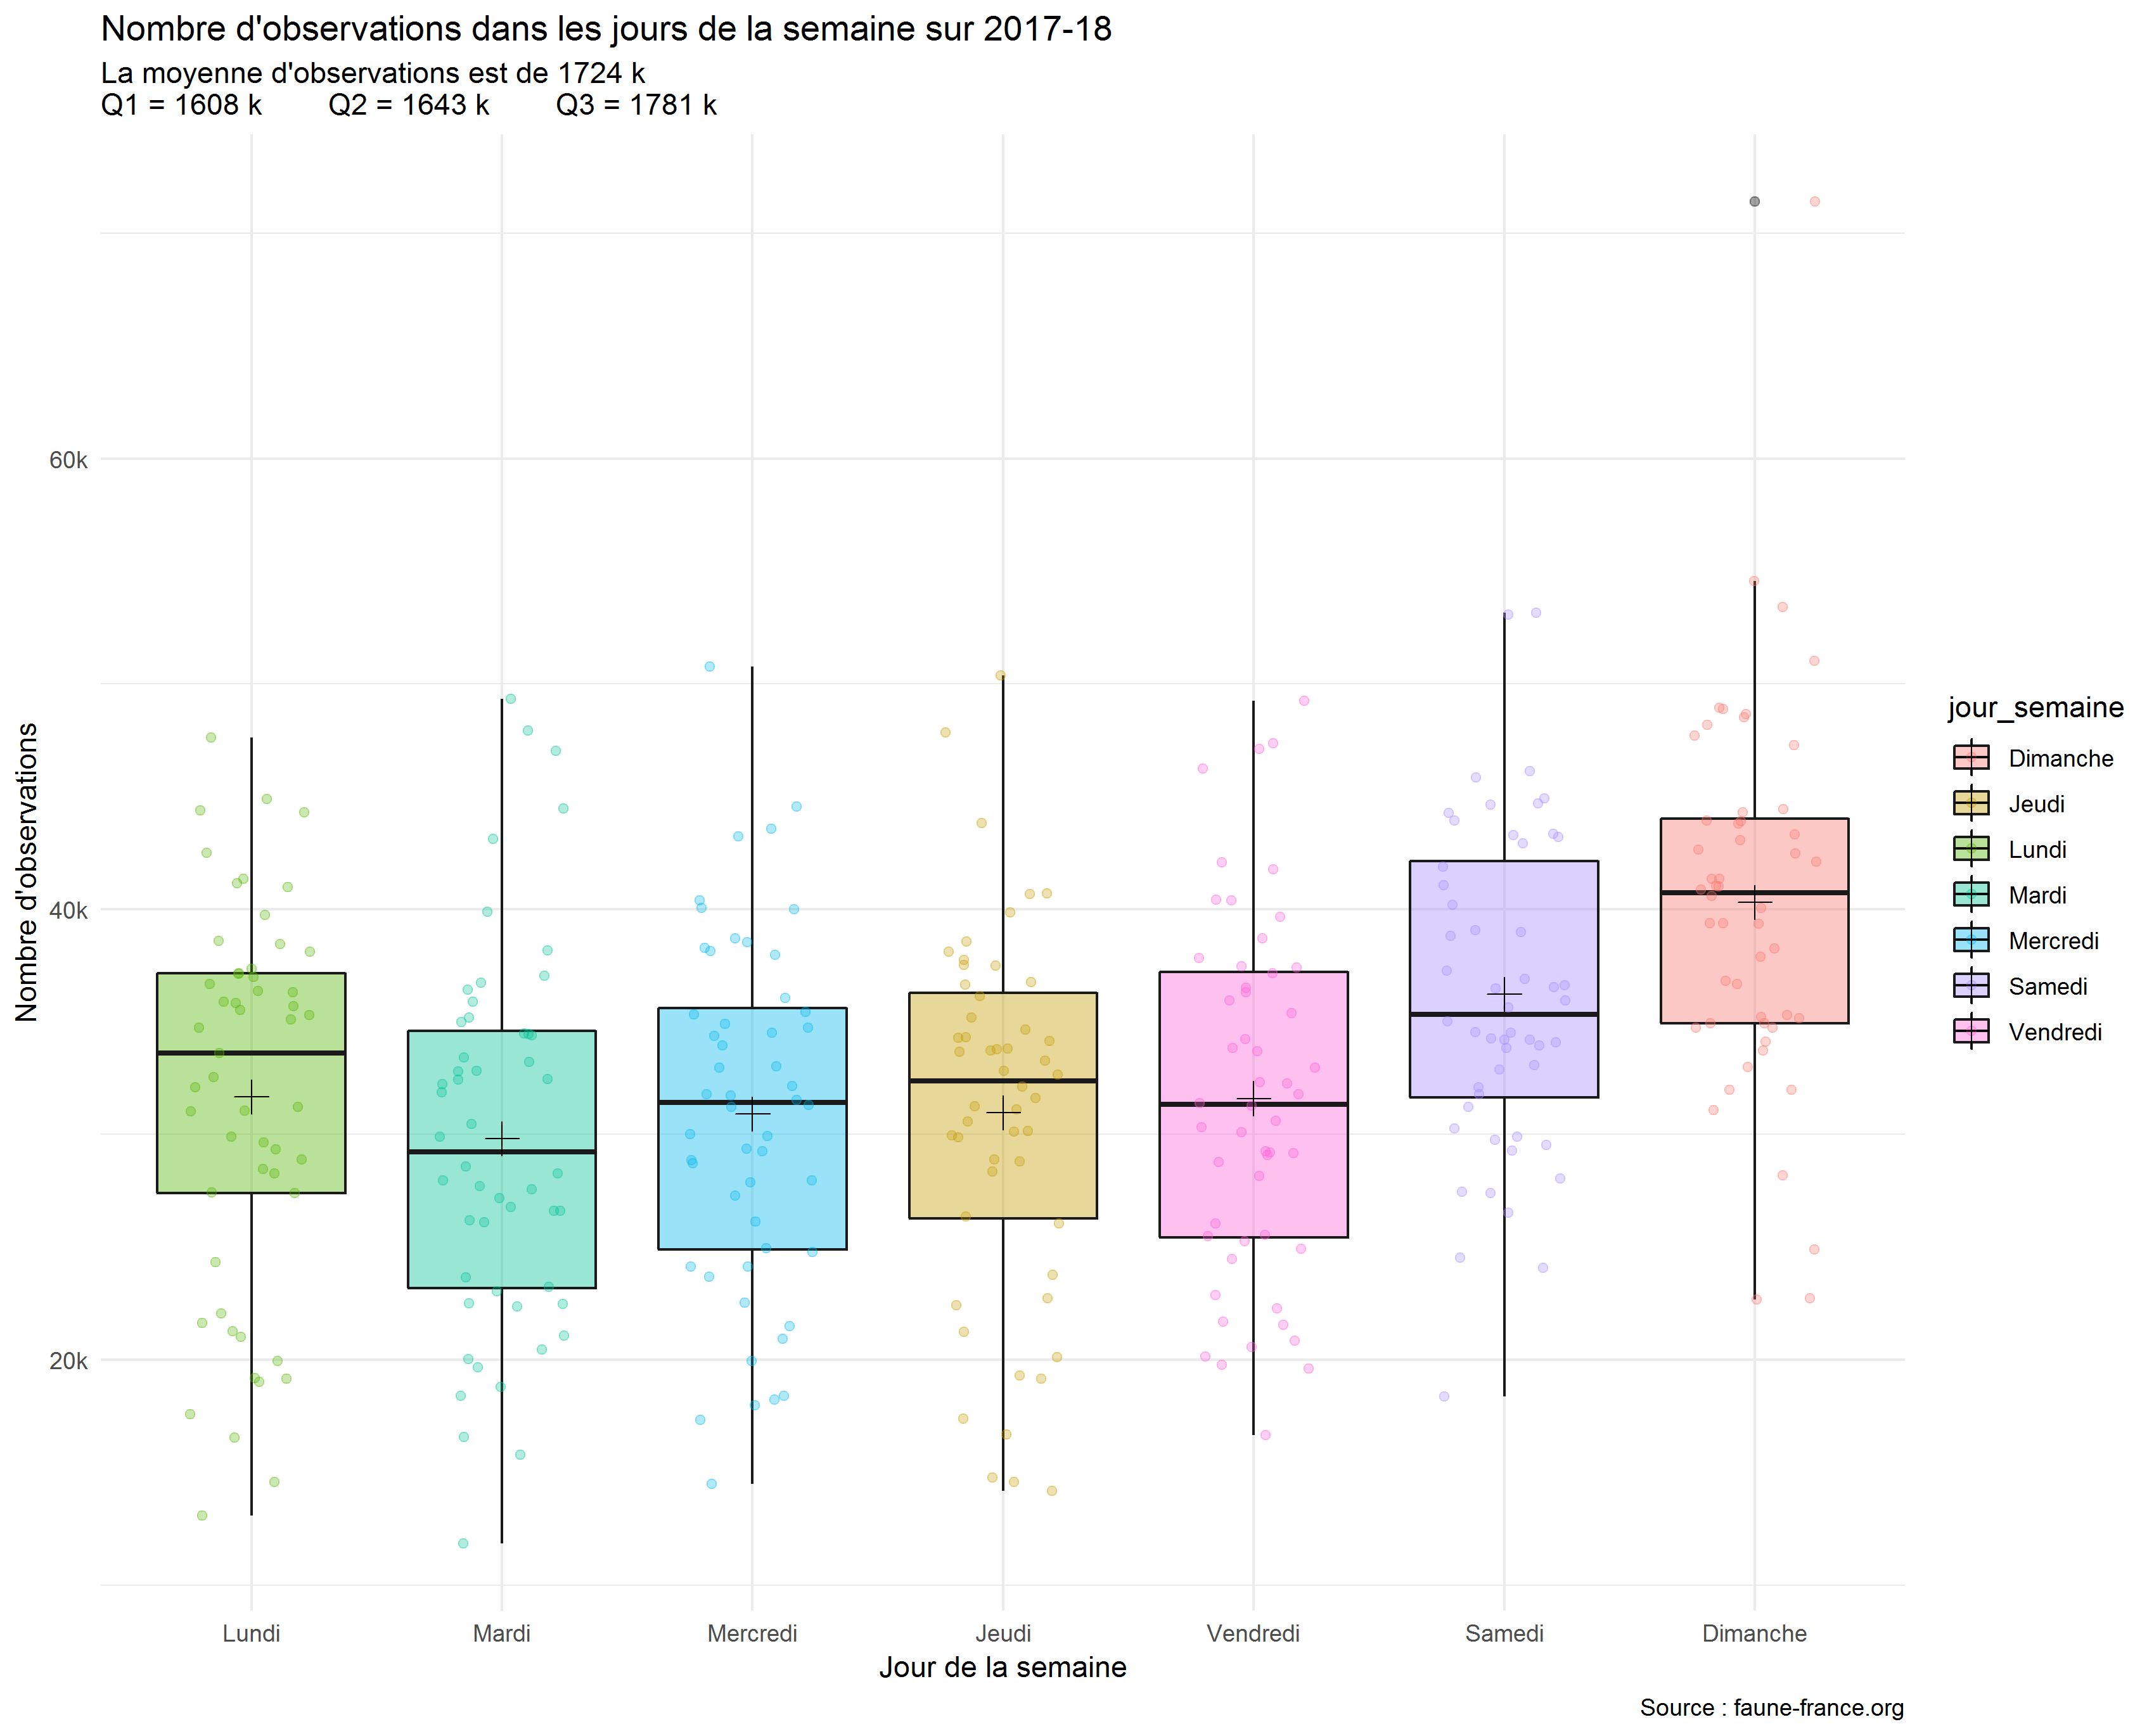 Nombre d'observations dans les jours de la semaine sur 2017-18
La moyenne d'observations est de 1724 k
Q1 = 1608 k Q2 = 1643 k Q3 = 1781 k
Nombre d'observations
60k
40k
20k
Lundi Mardi Mercredi Jeudi Vendredi Samedi Dimanche
Jour de la semaine
jour_semaine
Dimanche
Jeudi
Lundi
Mardi
Mercredi
Samedi
Vendredi
Source : faune-france.org